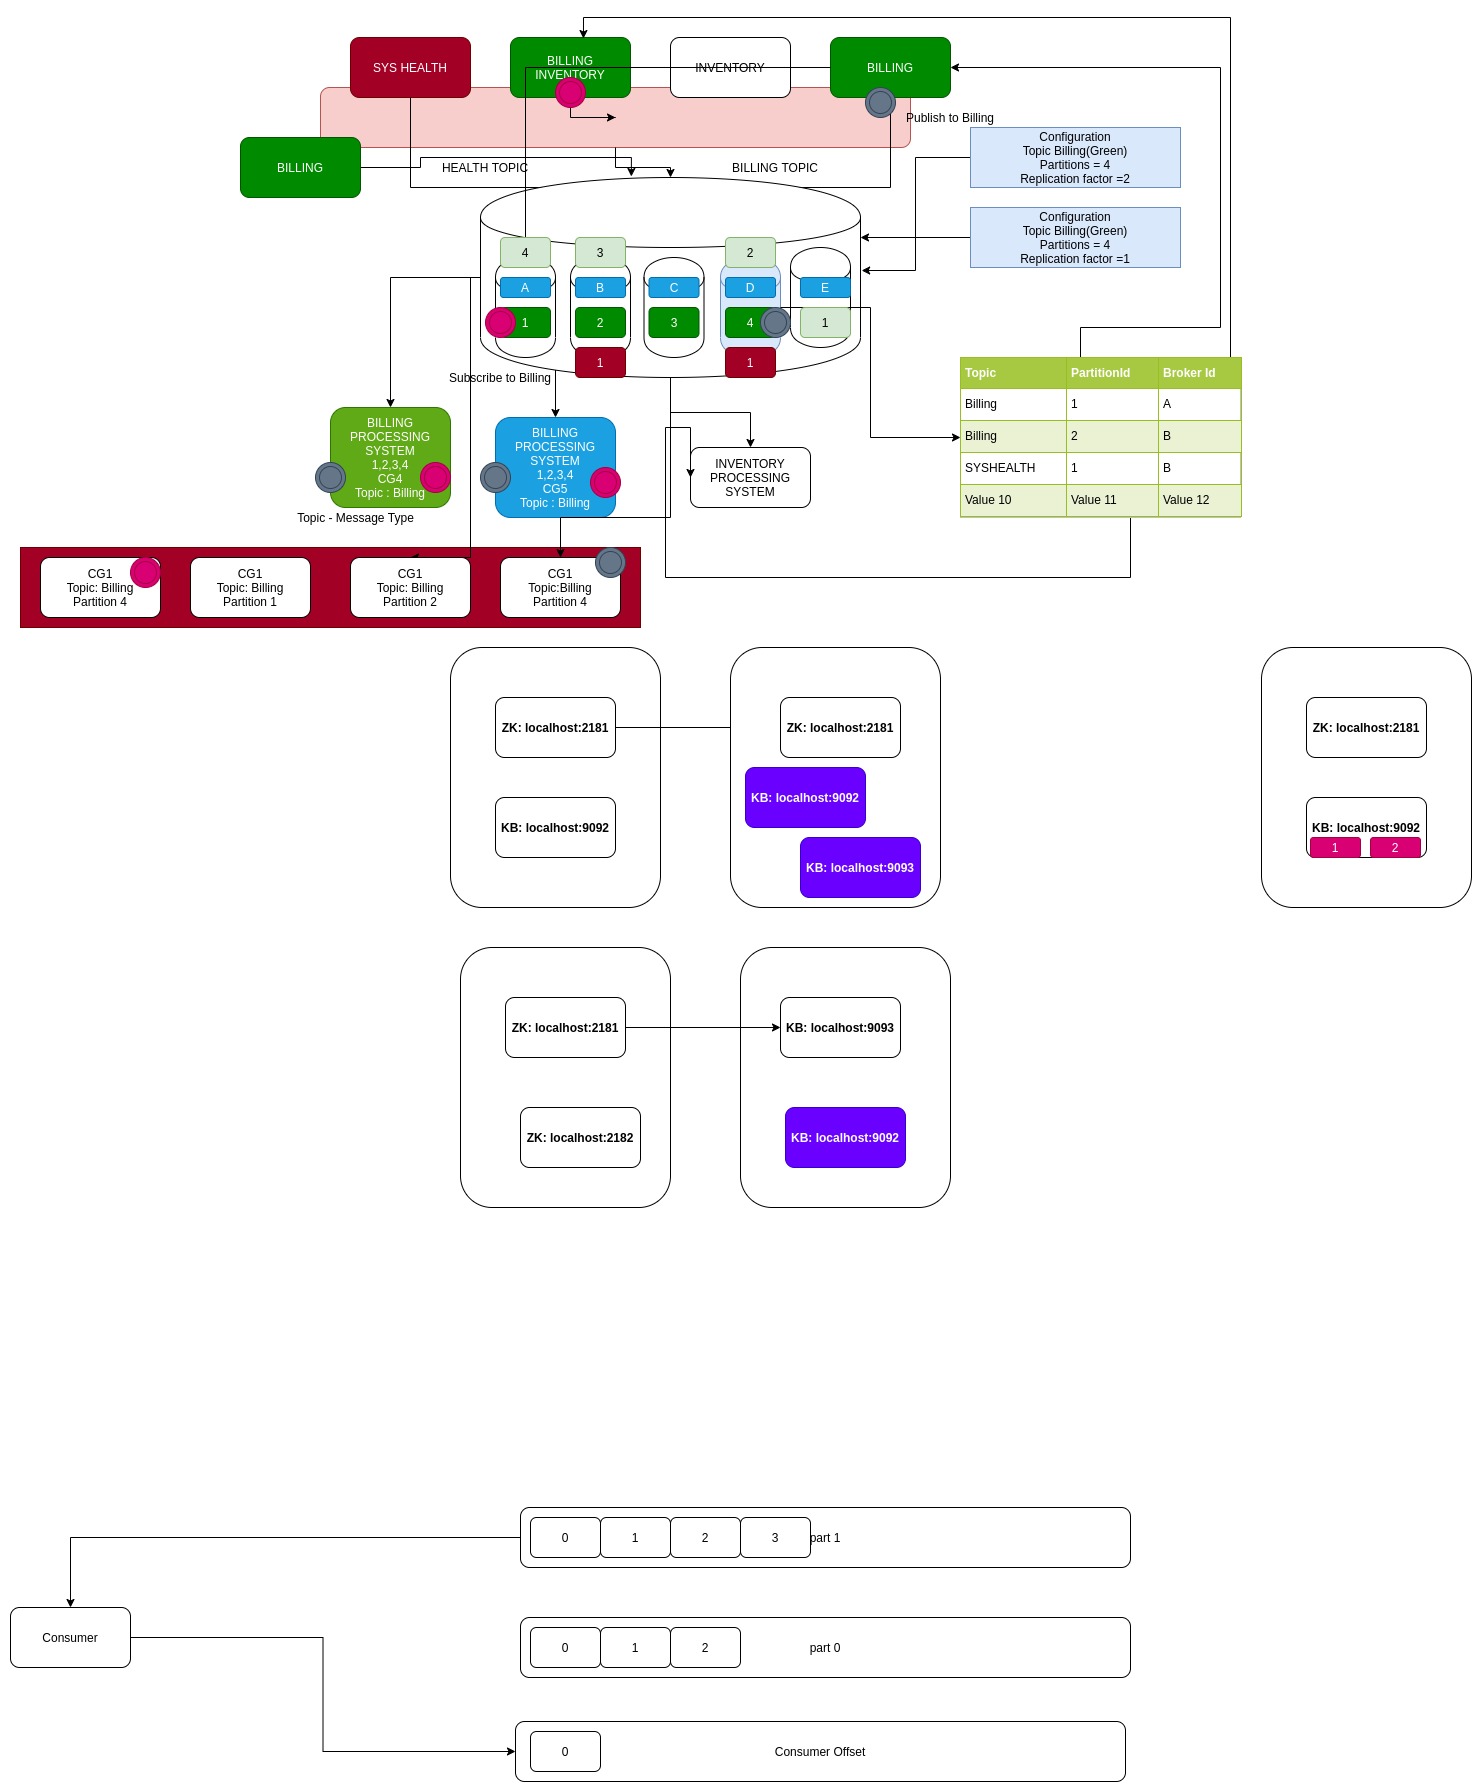 SYS HEALTH
BILLING
INVENTORY
INVENTORY
BILLING
Publish to Billing
BILLING
HEALTH TOPIC
BILLING TOPIC
Configuration
Topic Billing(Green)
Partitions = 4
Replication factor =2
Configuration
Topic Billing(Green)
Partitions = 4
Replication factor =1
4
3
2
A
B
C
D
E
1
2
3
4
1
1
1
Subscribe to Billing
Topic PartitionId Broker Id
Billing 1 A
Billing 2 B
SYSHEALTH 1 B
Value 10 Value 11 Value 12
BILLING
PROCESSING
SYSTEM
1,2,3,4
CG4
Topic : Billing
BILLING
PROCESSING
SYSTEM
1,2,3,4
CG5
Topic : Billing
INVENTORY
PROCESSING
SYSTEM
Topic - Message Type
CG1
Topic: Billing
Partition 4
CG1
Topic: Billing
Partition 1
CG1
Topic: Billing
Partition 2
CG1
Topic:Billing
Partition 4
ZK: localhost:2181
KB: localhost:9092
ZK: localhost:2181
KB: localhost:9092
KB: localhost:9093
ZK: localhost:2181
KB: localhost:9092
1
2
ZK: localhost:2181
ZK: localhost:2182
KB: localhost:9093
KB: localhost:9092
0
1
2
3
part 1
Consumer
0
1
2
part 0
0
Consumer Offset